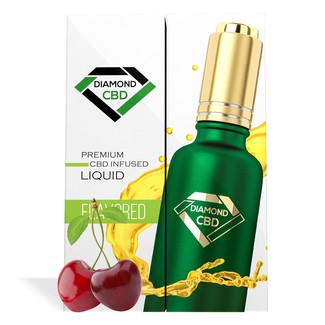 DIAMOND
CBD
PREMIUM
CBD INFUSED
LIQUID
FLAVORED
DIAMOND
CBD